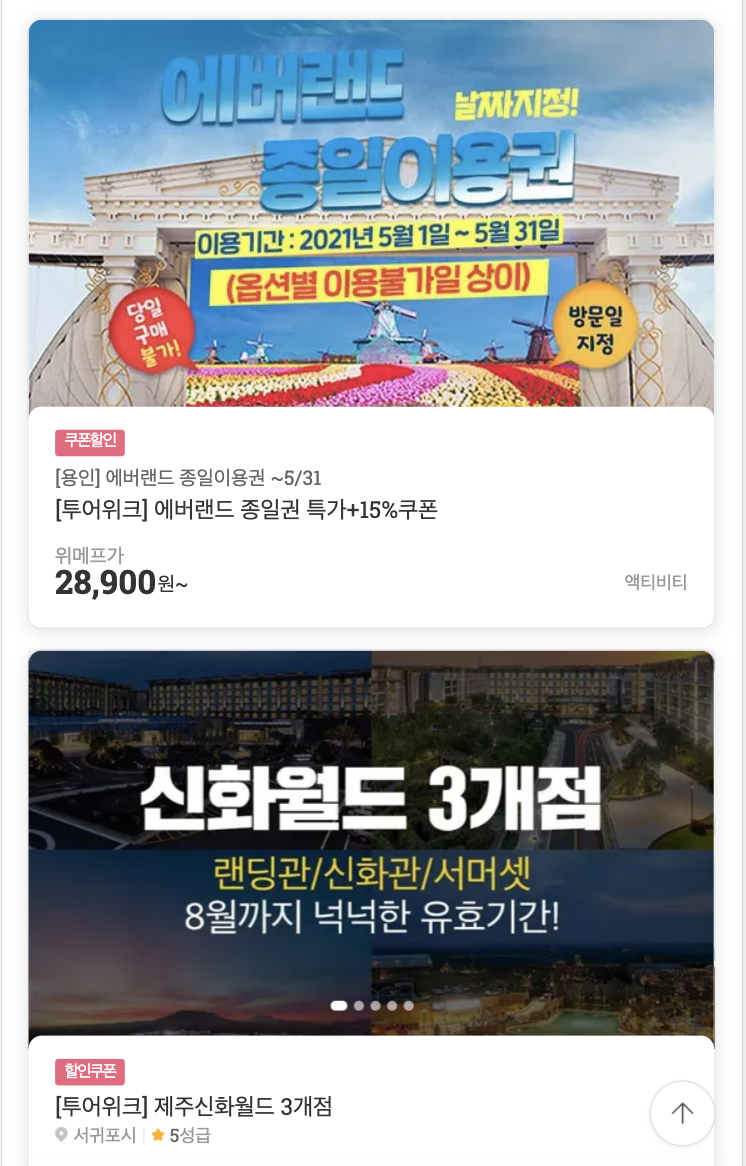 에버랜드
날짜지정!
종일이용권
이용기간 : 2021년 5월 1일 ~ 5월 31일
(옵션별 이용불가일 상이)
당일
구매
불가!
방문일
지정
쿠폰할인
[용인] 에버랜드 종일이용권 ~5/31
[투어위크] 에버랜드 종일권 특가+15%쿠폰
위메프가
28,900원~
액티비티
신화월드 3개점
랜딩관/신화관/서머셋
8월까지 넉넉한 유효기간!
할인쿠폰
[투어위크] 제주신화월드 3개점
서귀포시 5성급